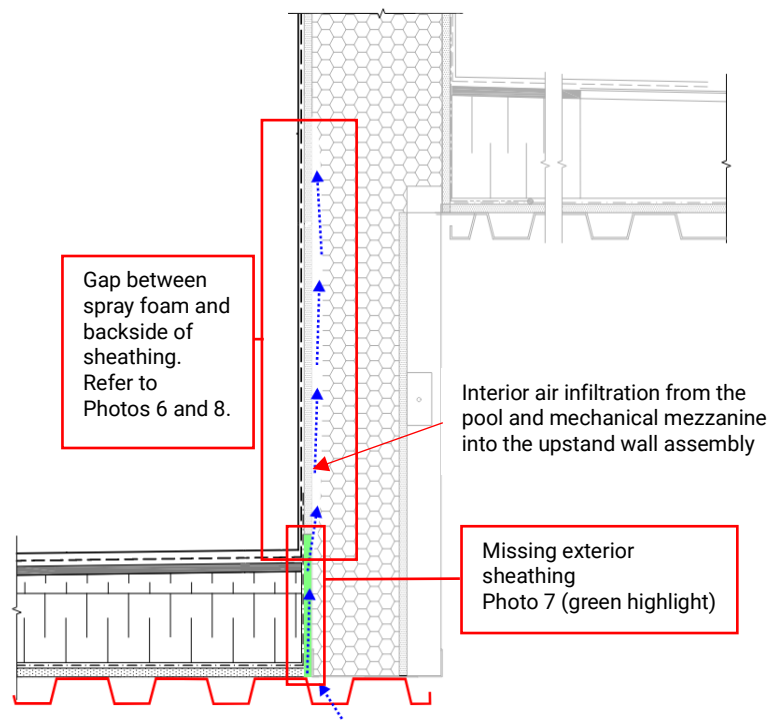 Gap between
spray foam and
backside of
sheathing.
Refer to
Photos 6 and 8.
Interior air infiltration from the
pool and mechanical mezzanine
into the upstand wall assembly
Missing exterior
sheathing
Photo 7 (green highlight)